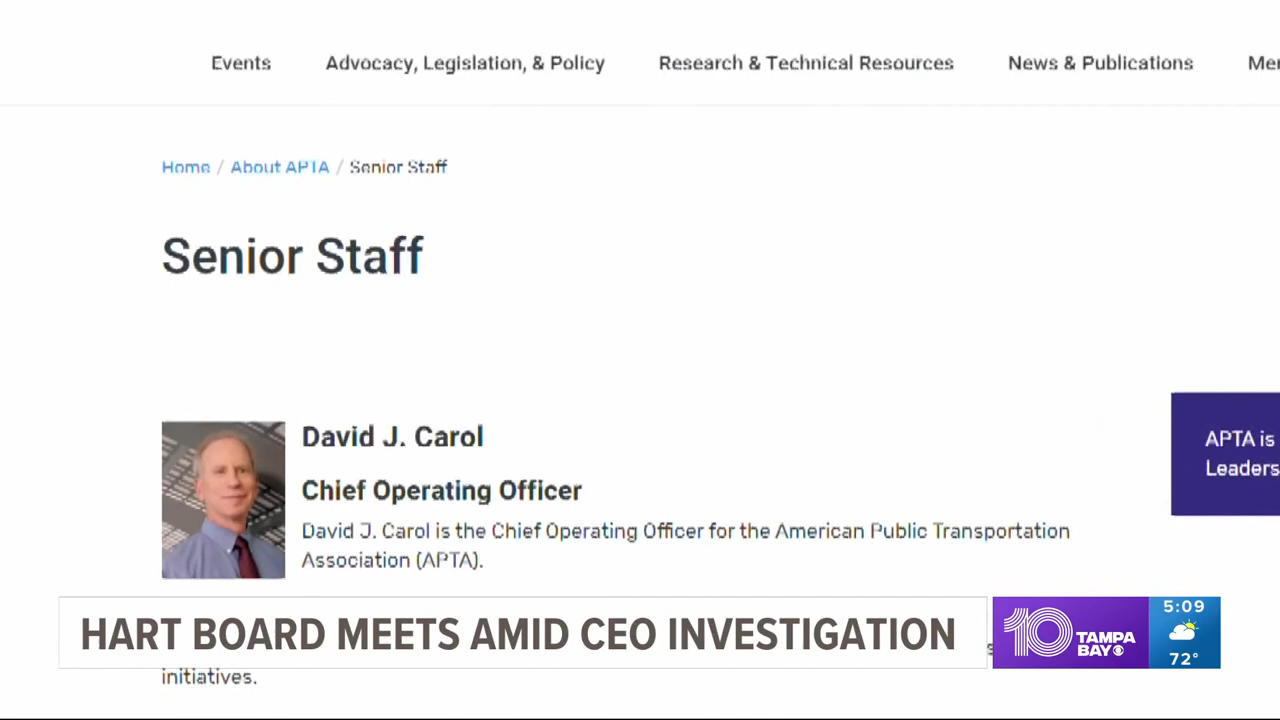 Events Advocacy, Legislation, & Policy Research & Technical Resources News & Publications
Home / About APTA / Senior Staff
Senior Staff
David J. Carol
Chief Operating Officer
David J. Carol is the Chief Operating Officer for the American Public Transportation
Association (APTA).
APTA is
Leaders
HART BOARD MEETS AMID CEO INVESTIGATION
10 TAMPA BAY
5:09
72°
initiatives.